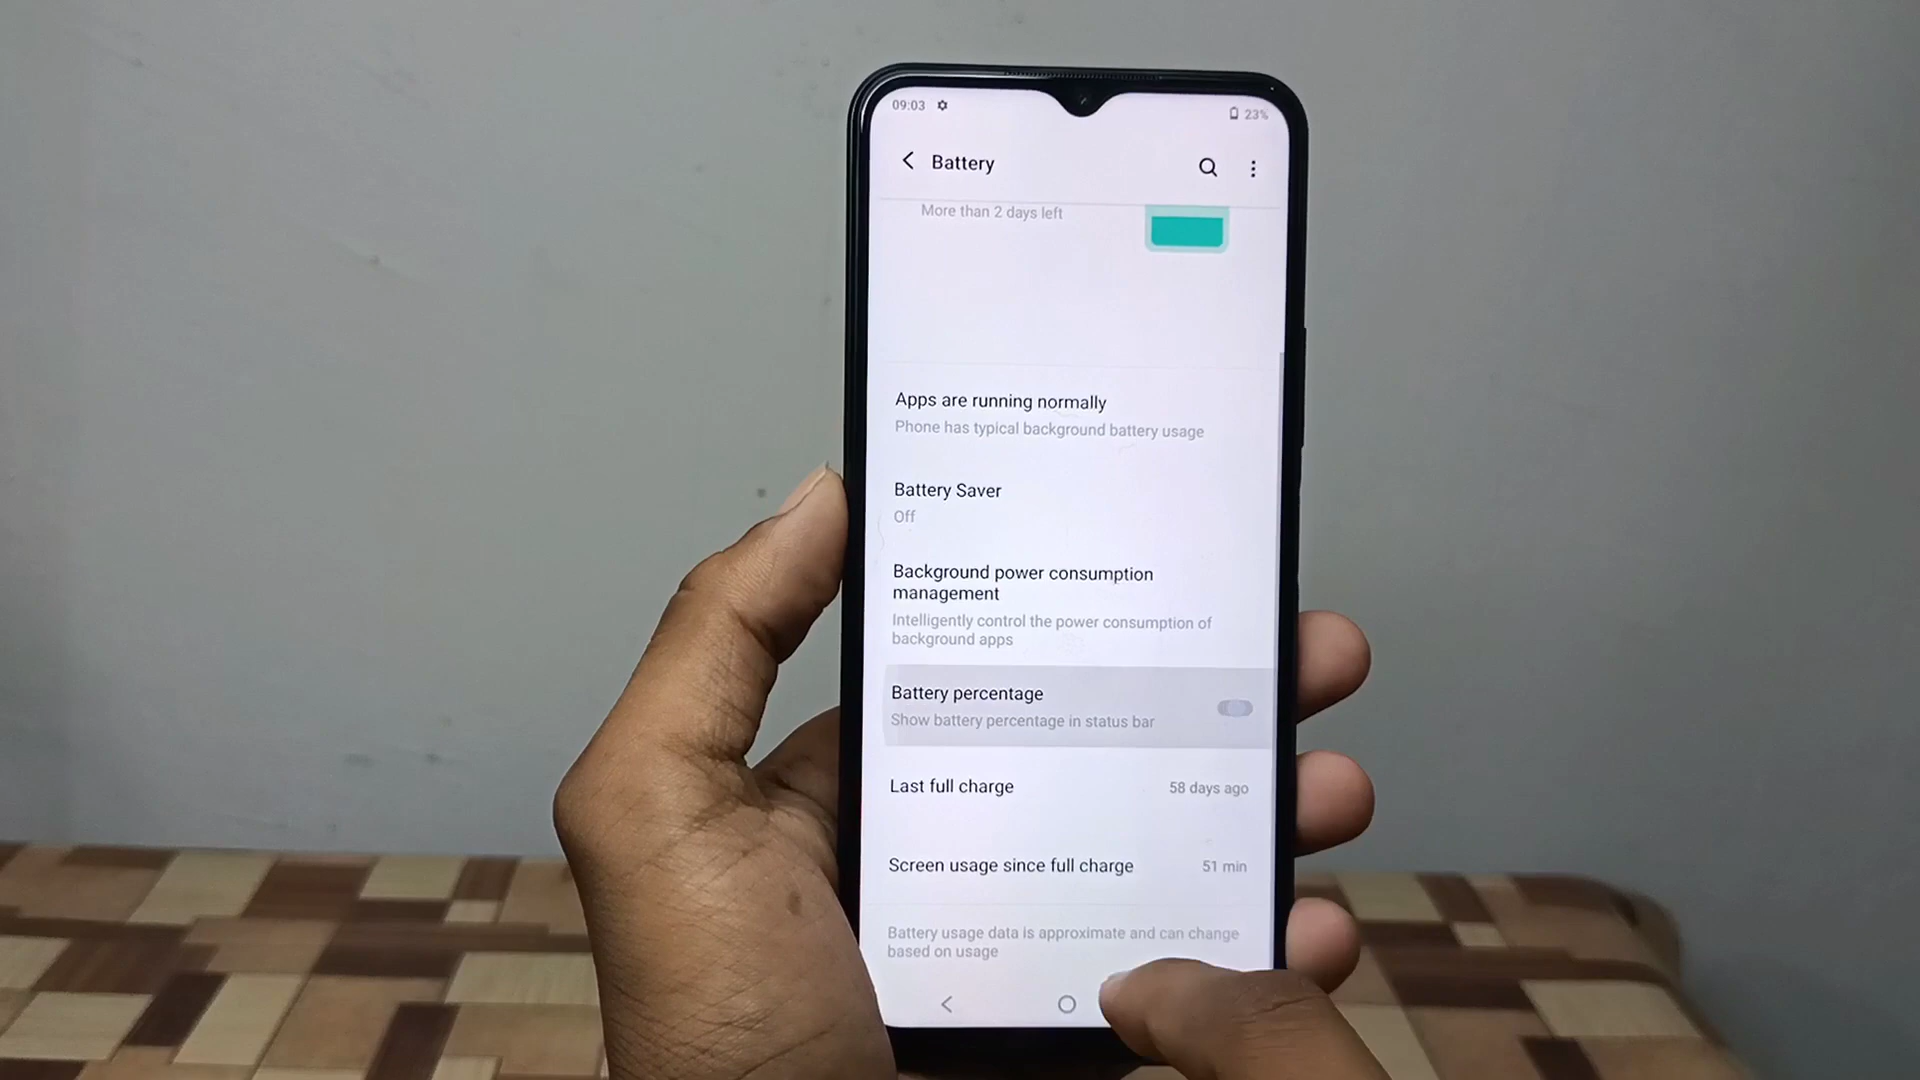 09:03
23%
Battery
More than 2 days left
Apps are running normally
Phone has typical background battery usage
Battery Saver
Off
Background power consumption
management
Intelligently control the power consumption of
background apps
Battery percentage
Show battery percentage in status bar
Last full charge
58 days ago
Screen usage since full charge
51 min
Battery usage data is approximate and can change
based on usage